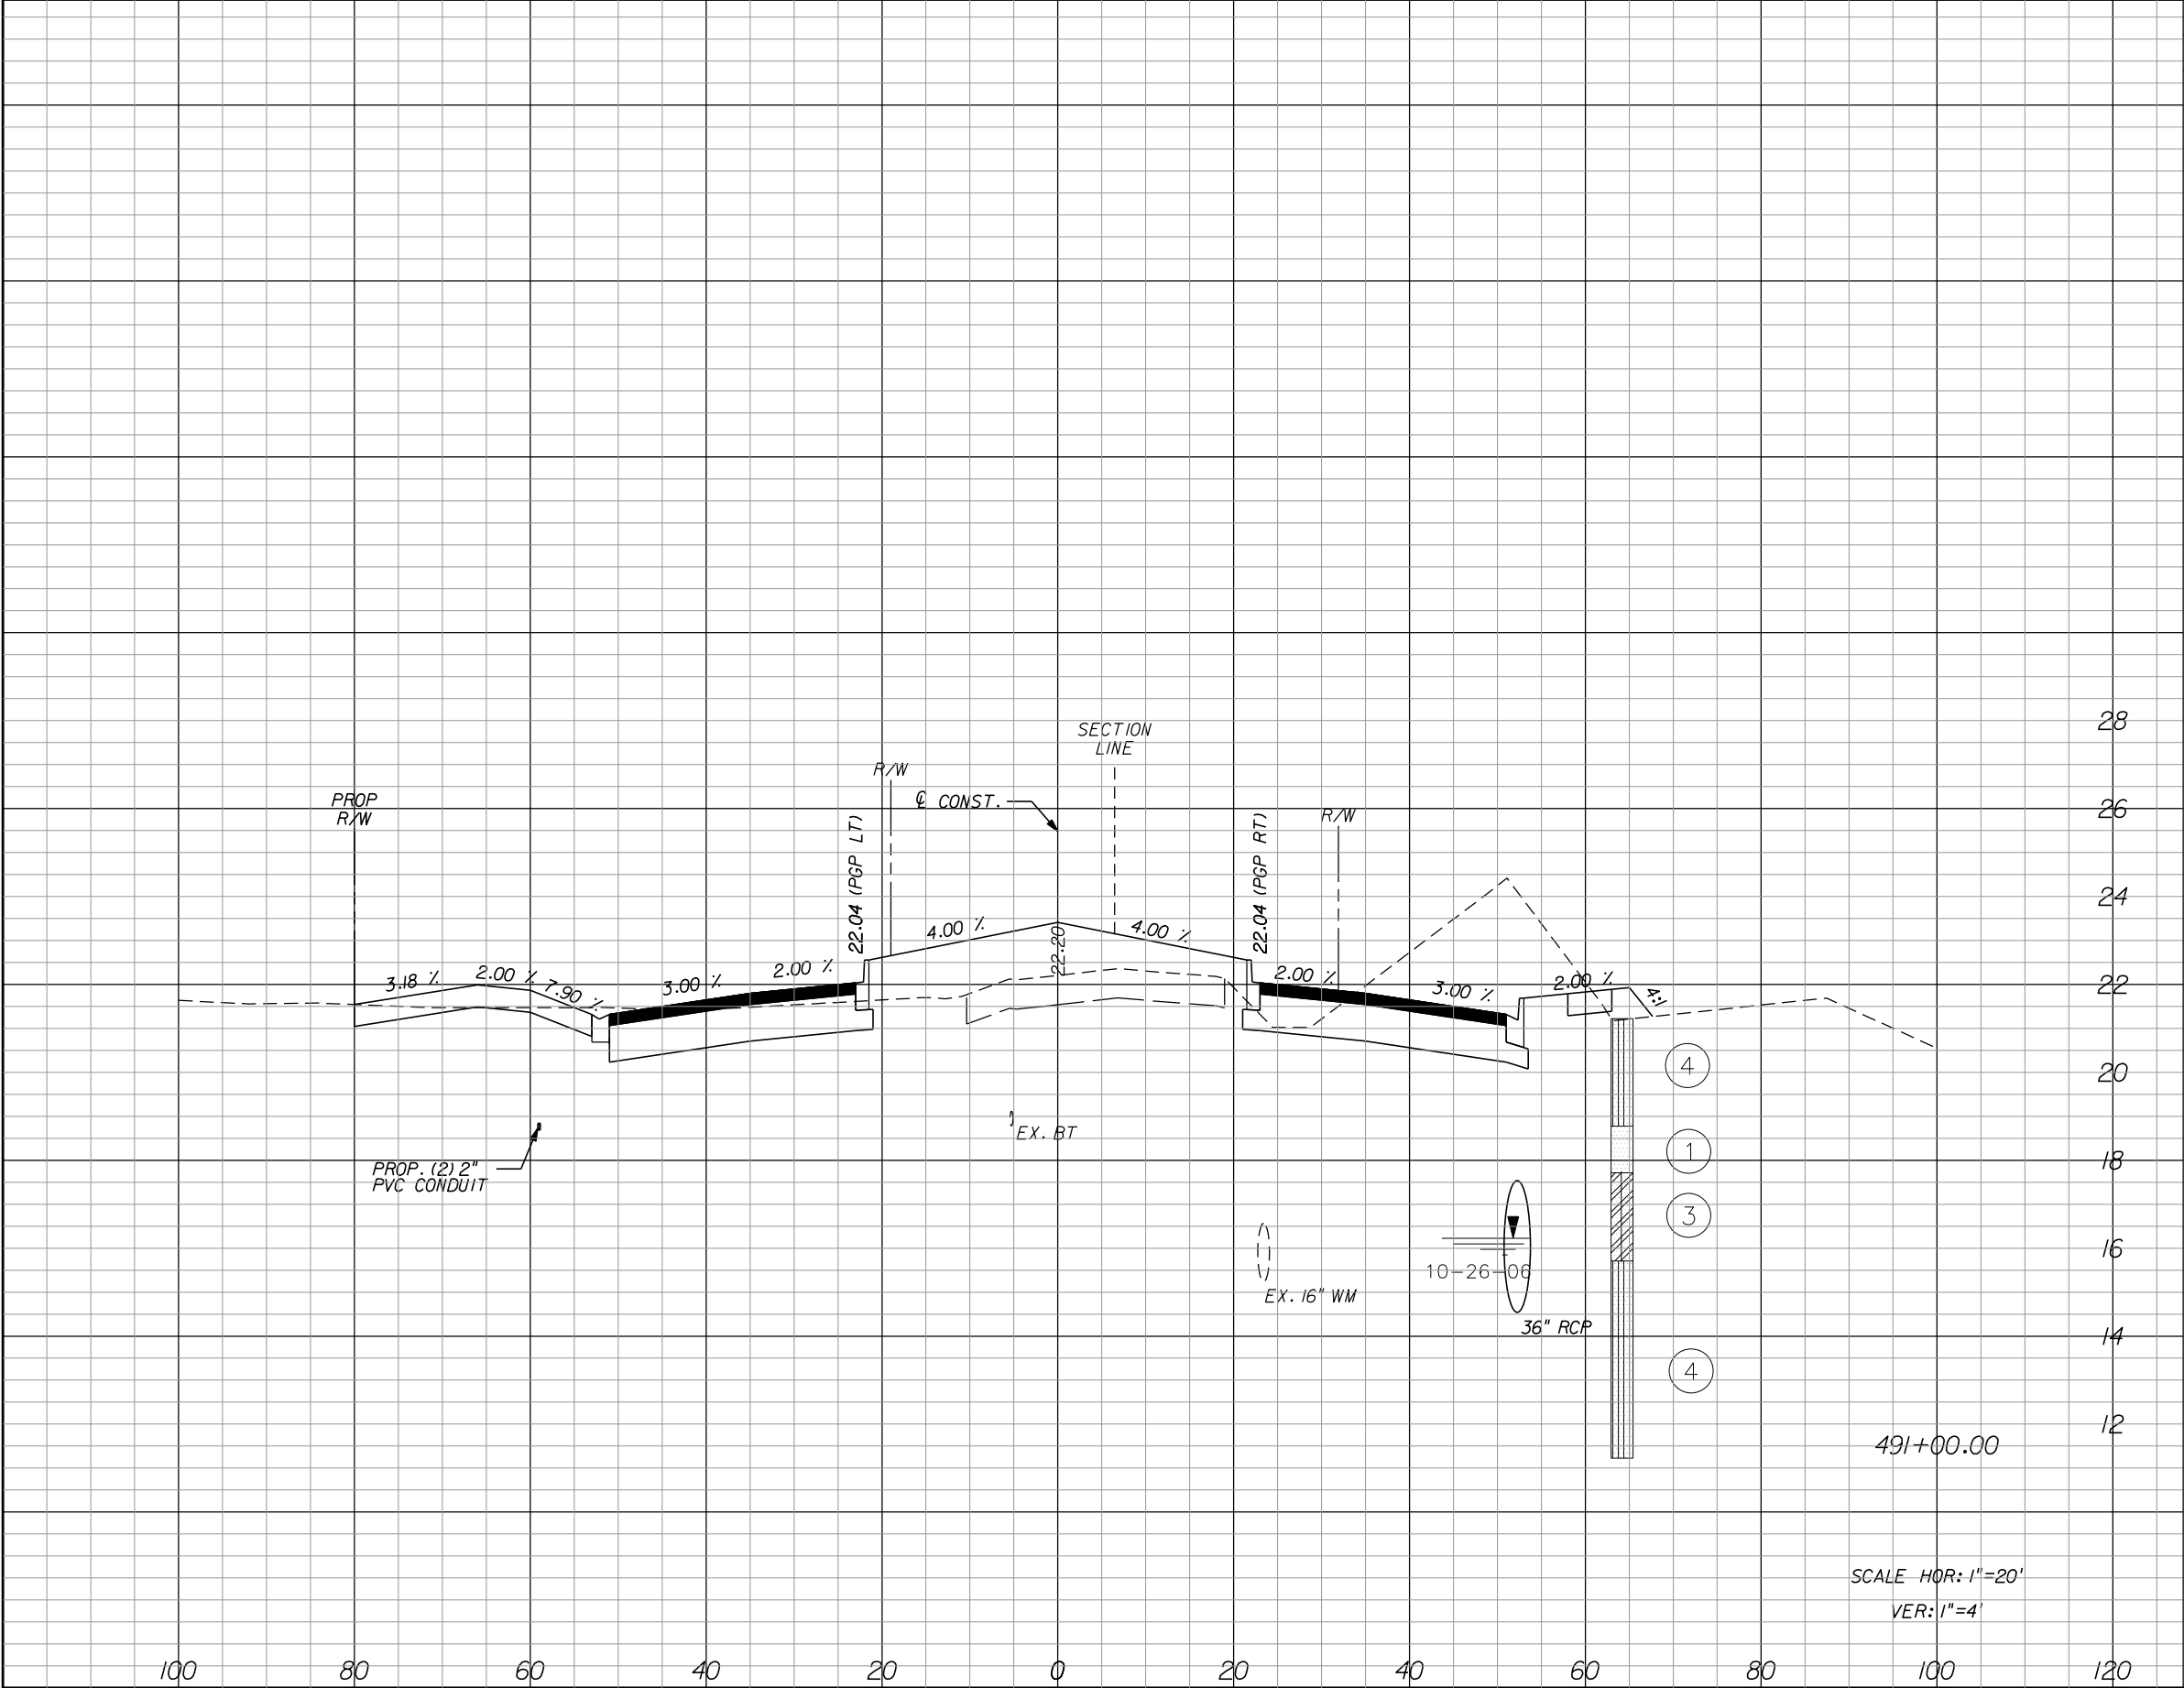 28
SECTION
LINE
R/W
PROP
R/W
℄ CONST.
26
R/W
22.04 (PGP LT)
22.04 (PGP RT)
24
4.00 %
22.20
4.00 %
3.18 %
2.00 %
7.90 %
3.00 %
2.00 %
2.00 %
3.00 %
2.00 %
4:1
22
4
20
EX. BT
PROP. (2) 2"
PVC CONDUIT
1
18
3
16
10-26-06
EX. 16" WM
36" RCP
14
4
12
491+00.00
SCALE HOR: 1"=20'
VER: 1"=4'
100 80 60 40 20 0 20 40 60 80 100 120